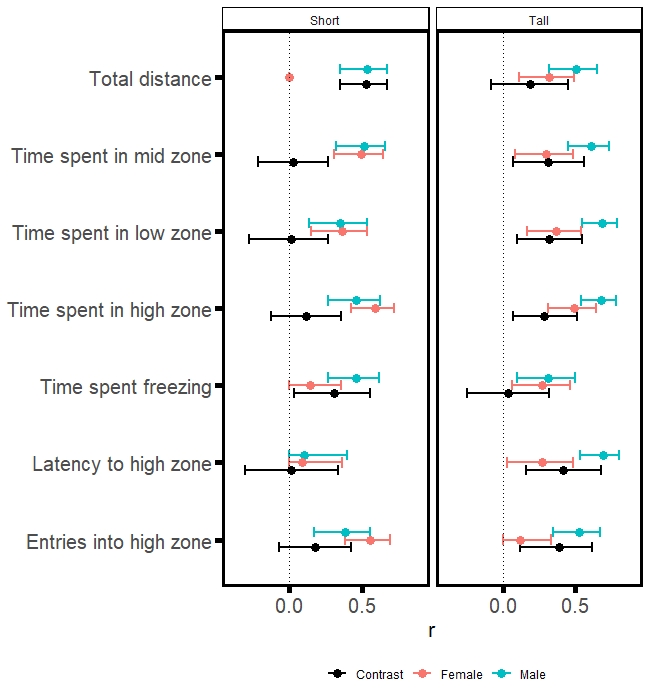 Short Tall
Total distance
Time spent in mid zone
Time spent in low zone
Time spent in high zone
Time spent freezing
Latency to high zone
Entries into high zone
0.0 0.5 0.0 0.5
r
Contrast Female Male